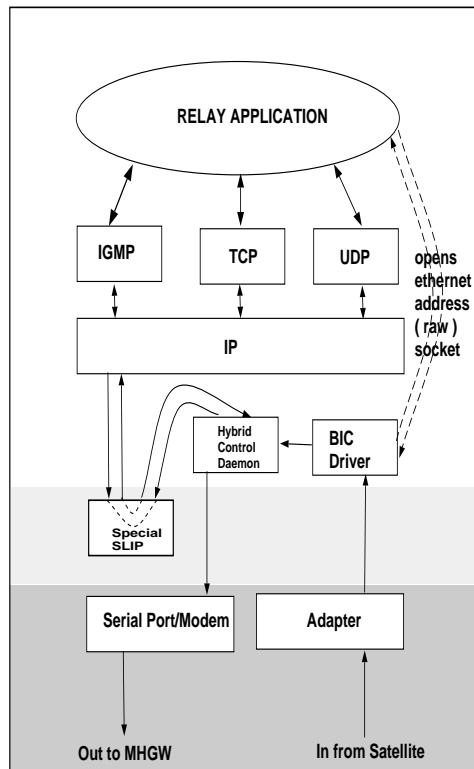 RELAY APPLICATION
IGMP
TCP
UDP
opens
ethernet
address
( raw )
socket
IP
Hybrid
Control
Daemon
BIC
Driver
Special
SLIP
Serial Port/Modem
Adapter
Out to MHGW
In from Satellite